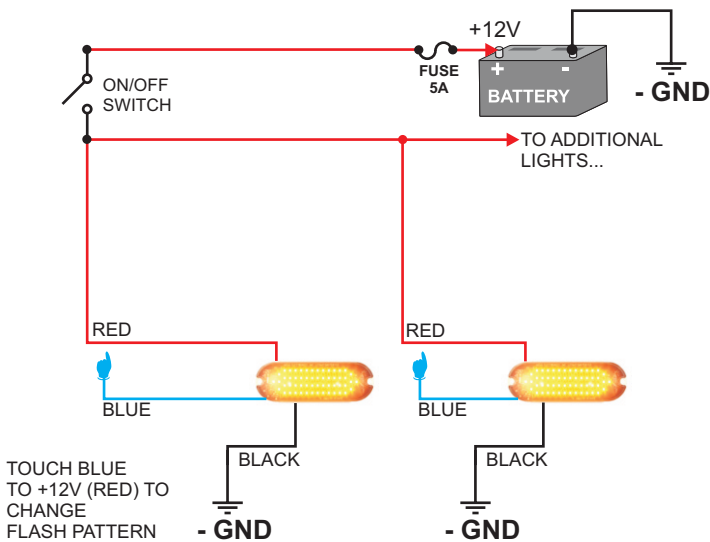 +12V
FUSE
5A
+ -
BATTERY
- GND
ON/OFF
SWITCH
TO ADDITIONAL
LIGHTS...
RED
RED
BLUE
BLUE
BLACK
BLACK
TOUCH BLUE
TO +12V (RED) TO
CHANGE
FLASH PATTERN
- GND
- GND